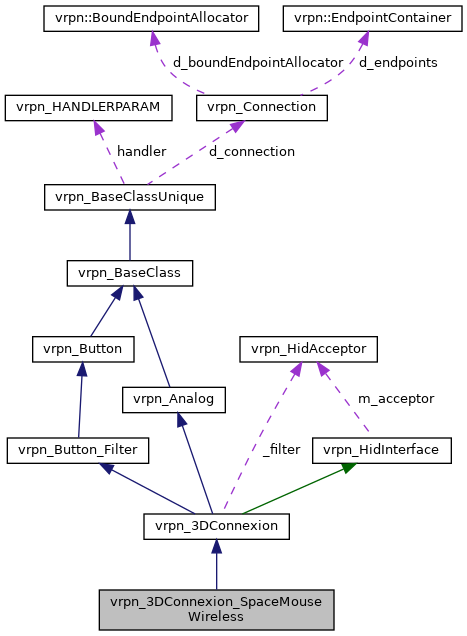 vrpn::BoundEndpointAllocator
vrpn::EndpointContainer
d_boundEndpointAllocator
d_endpoints
vrpn_HANDLERPARAM
vrpn_Connection
handler
d_connection
vrpn_BaseClassUnique
vrpn_BaseClass
vrpn_Button
vrpn_HidAcceptor
vrpn_Analog
m_acceptor
vrpn_Button_Filter
_filter
vrpn_HidInterface
vrpn_3DConnexion
vrpn_3DConnexion_SpaceMouse
Wireless